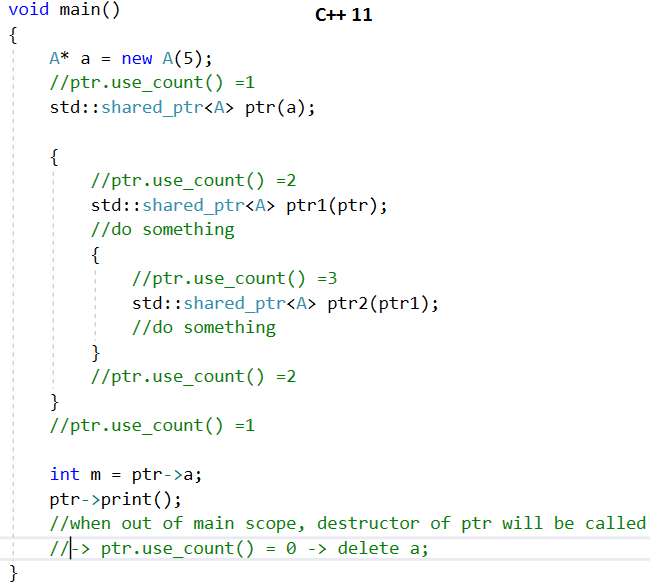 void main()
C++ 11
{
A* a = new A(5);
//ptr.use_count() =1
std::shared_ptr<A> ptr(a);
{
//ptr.use_count() =2
std::shared_ptr<A> ptr1(ptr);
//do something
{
//ptr.use_count() =3
std::shared_ptr<A> ptr2(ptr1);
//do something
}
//ptr.use_count() =2
}
//ptr.use_count() =1
int m = ptr->a;
ptr->print();
//when out of main scope, destructor of ptr will be called
//-> ptr.use_count() = 0 -> delete a;
}